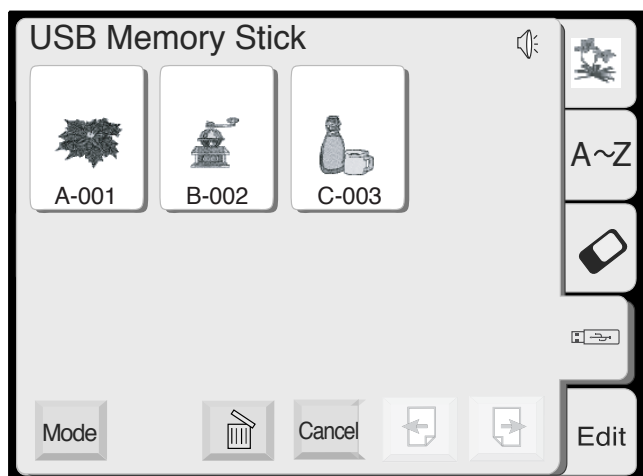 USB Memory Stick
A-001
B-002
C-003
A~Z
Mode
Cancel
Edit